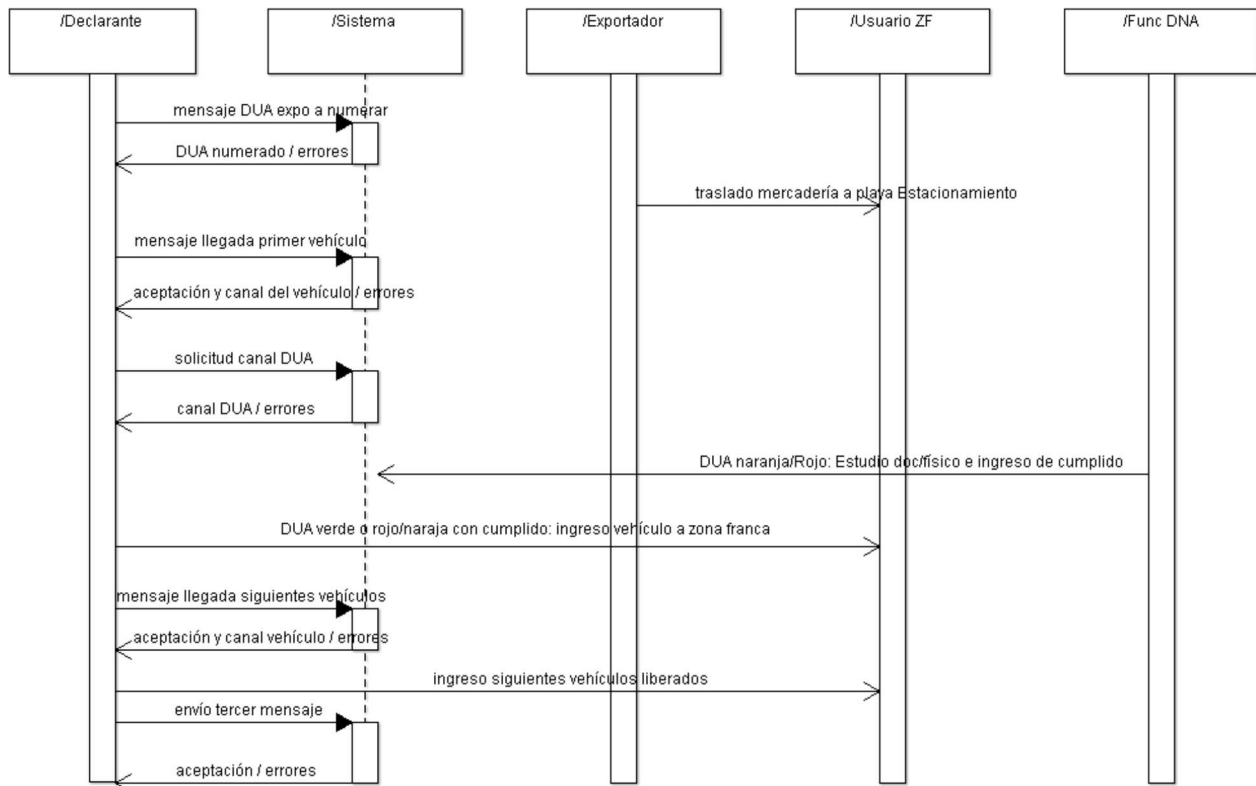 /Declarante
/Sistema
/Exportador
/Usuario ZF
/Func DNA
mensaje DUA expo a numerar
DUA numerado / errores
traslado mercadería a playa Estacionamiento
mensaje llegada primer vehículo
aceptación y canal del vehículo / errores
solicitud canal DUA
canal DUA / errores
DUA naranja/Rojo: Estudio doc/físico e ingreso de cumplido
DUA verde o rojo/naraja con cumplido: ingreso vehículo a zona franca
mensaje llegada siguientes vehículos
aceptación y canal vehículo / errores
ingreso siguientes vehículos liberados
envío tercer mensaje
aceptación / errores